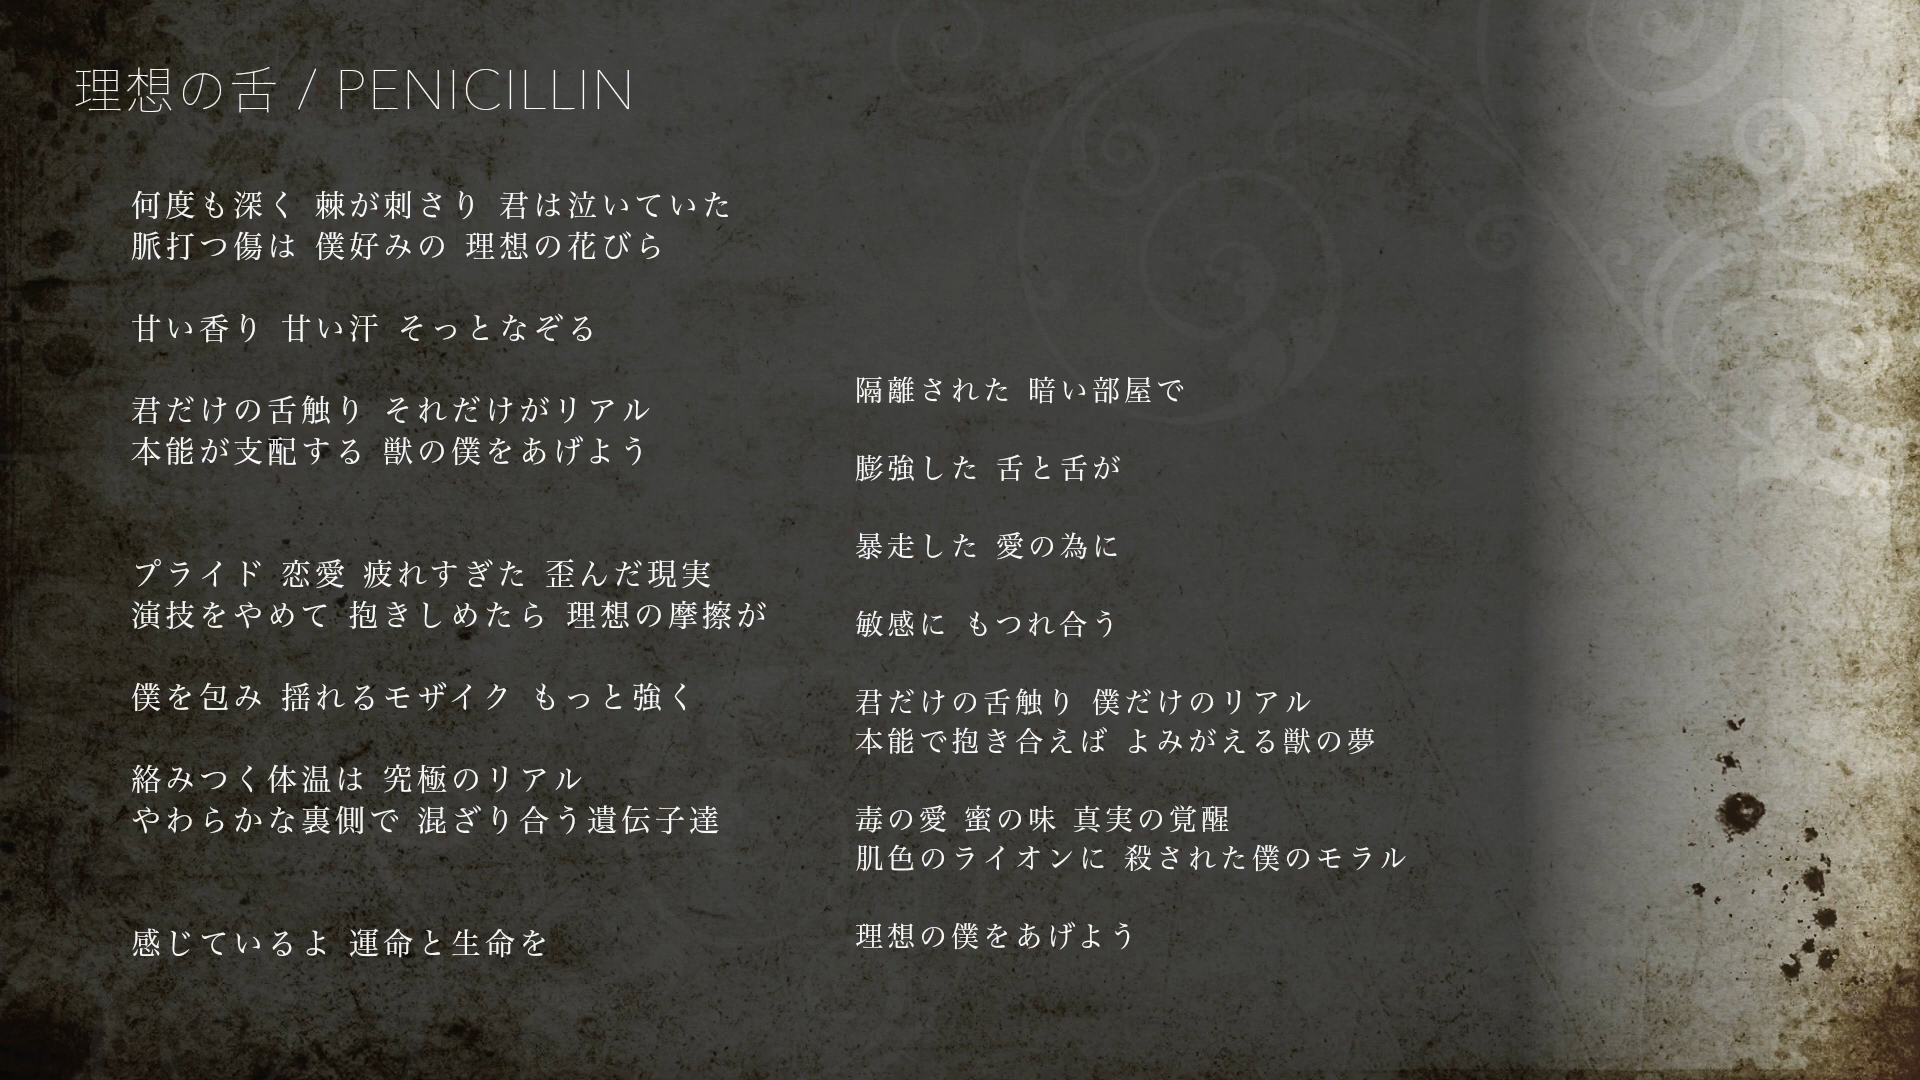 理想の舌 / PENICILLIN
何度も深く 棘が刺さり 君は泣いていた
脈打つ傷は 僕好みの 理想の花びら
甘い香り 甘い汗 そっとなぞる
君だけの舌触り それだけがリアル
本能が支配する 獣の僕をあげよう
プライド 恋愛 疲れすぎた 歪んだ現実
演技をやめて 抱きしめたら 理想の摩擦が
僕を包み 揺れるモザイク もっと強く
絡みつく体温は 究極のリアル
やわらかな裏側で 混ざり合う遺伝子達
感じているよ 運命と生命を
隔離された 暗い部屋で
膨強した 舌と舌が
暴走した 愛の為に
敏感に もつれ合う
君だけの舌触り 僕だけのリアル
本能で抱き合えば よみがえる獣の夢
毒の愛 蜜の味 真実の覚醒
肌色のライオンに 殺された僕のモラル
理想の僕をあげよう